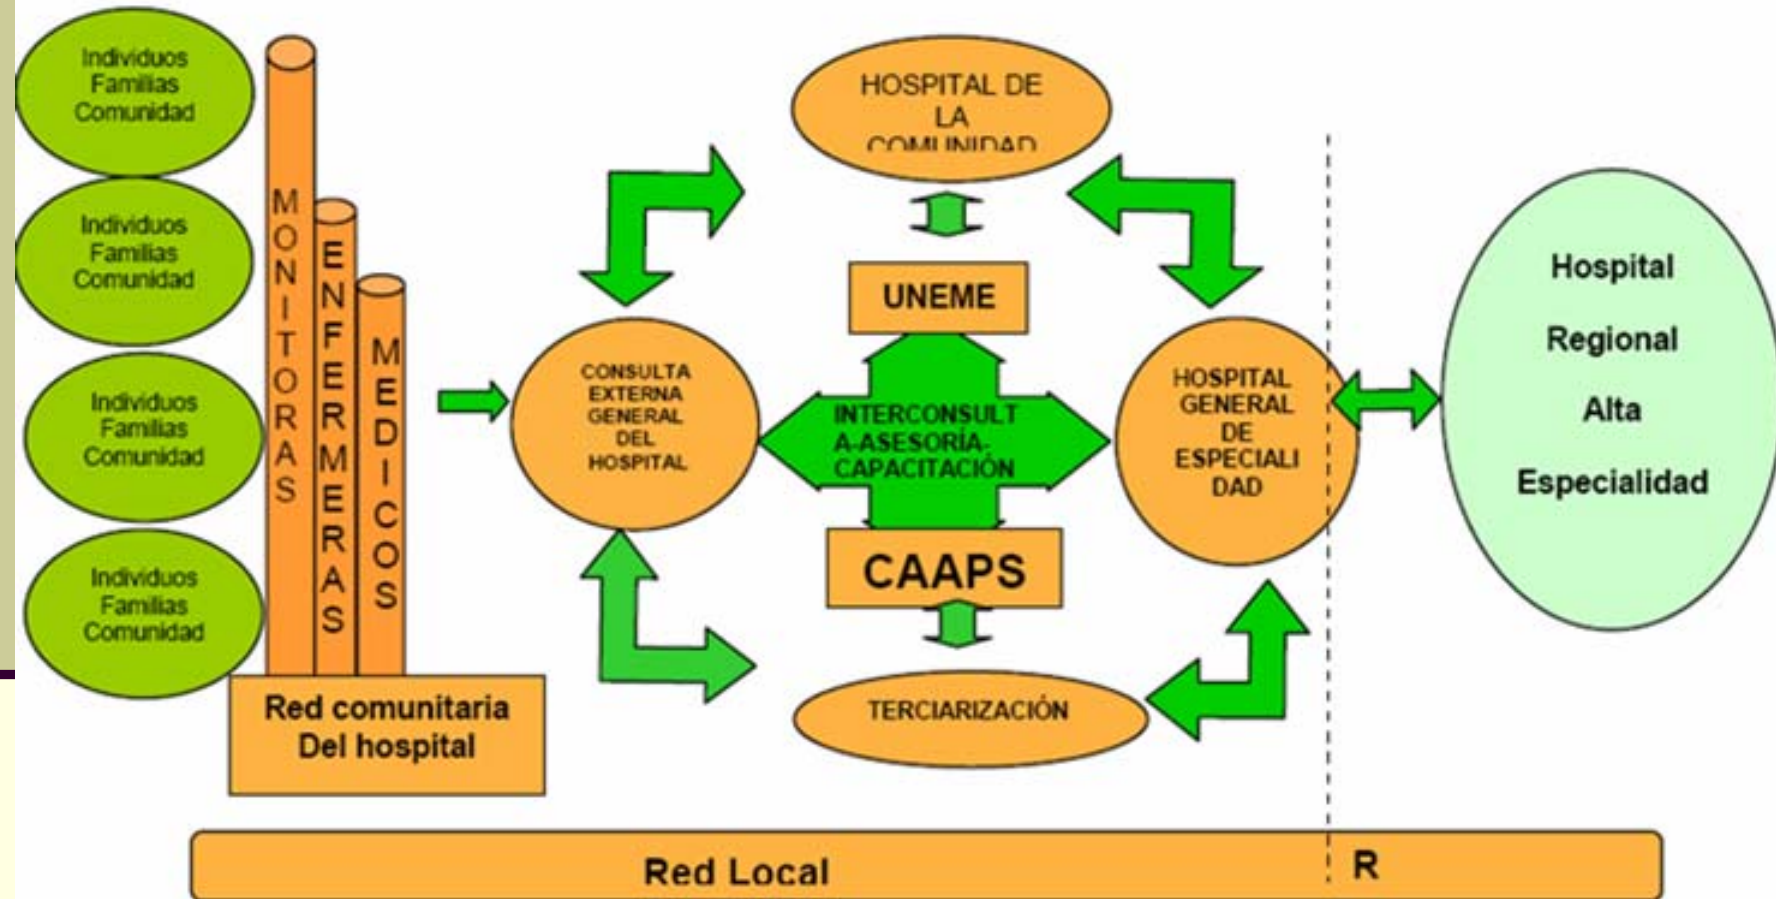 Individuos
Familias
Comunidad
Individuos
Familias
Comunidad
Individuos
Familias
Comunidad
Individuos
Familias
Comunidad
MONITORAS
ENFERMERAS
MEDICOS
Red comunitaria
Del hospital
CONSULTA
EXTERNA
GENERAL
DEL
HOSPITAL
HOSPITAL DE
LA
COMUNIDAD
UNEME
INTERCONSULT
A-ASESORÍA-
CAPACITACIÓN
CAAPS
TERCIARIZACIÓN
HOSPITAL
GENERAL
DE
ESPECIALI
DAD
Hospital
Regional
Alta
Especialidad
Red Local
R